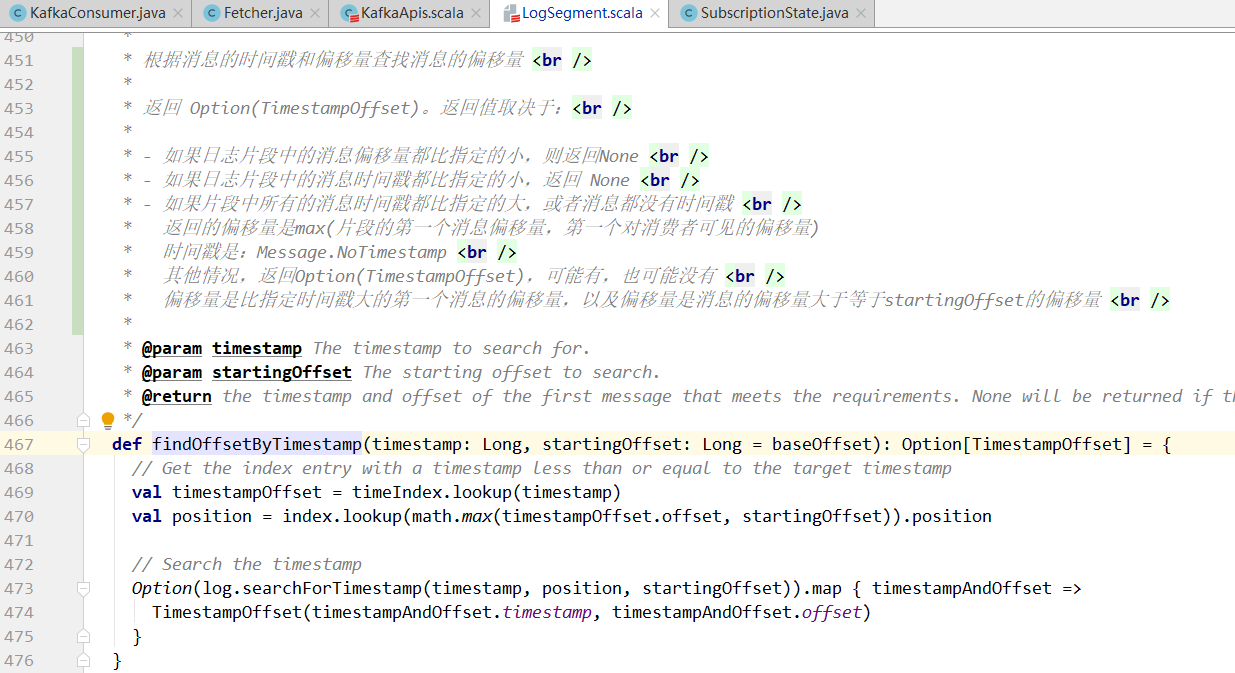 KafkaConsumer.java × Fetcher.java × KafkaApis.scala × LogSegment.scala × SubscriptionState.java ×
450 *
451 * 根据消息的时间戳和偏移量查找消息的偏移量 <br />
452 *
453 * 返回 Option(TimestampOffset)。返回值取决于：<br />
454 *
455 * - 如果日志片段中的消息偏移量都比指定的小，则返回None <br />
456 * - 如果日志片段中的消息时间戳都比指定的小，返回 None <br />
457 * - 如果片段中所有的消息时间戳都比指定的大，或者消息都没有时间戳 <br />
458 * 返回的偏移量是max(片段的第一个消息偏移量，第一个对消费者可见的偏移量)
459 * 时间戳是：Message.NoTimestamp <br />
460 * 其他情况，返回Option(TimestampOffset)，可能有，也可能没有 <br />
461 * 偏移量是比指定时间戳大的第一个消息的偏移量，以及偏移量是消息的偏移量大于等于startingOffset的偏移量 <br />
462 *
463 * @param timestamp The timestamp to search for.
464 * @param startingOffset The starting offset to search.
465 * @return the timestamp and offset of the first message that meets the requirements. None will be returned if th
466 */
467 def findOffsetByTimestamp(timestamp: Long, startingOffset: Long = baseOffset): Option[TimestampOffset] = {
468 // Get the index entry with a timestamp less than or equal to the target timestamp
469 val timestampOffset = timeIndex.lookup(timestamp)
470 val position = index.lookup(math.max(timestampOffset.offset, startingOffset)).position
471
472 // Search the timestamp
473 Option(log.searchForTimestamp(timestamp, position, startingOffset)).map { timestampAndOffset =>
474 TimestampOffset(timestampAndOffset.timestamp, timestampAndOffset.offset)
475 }
476 }